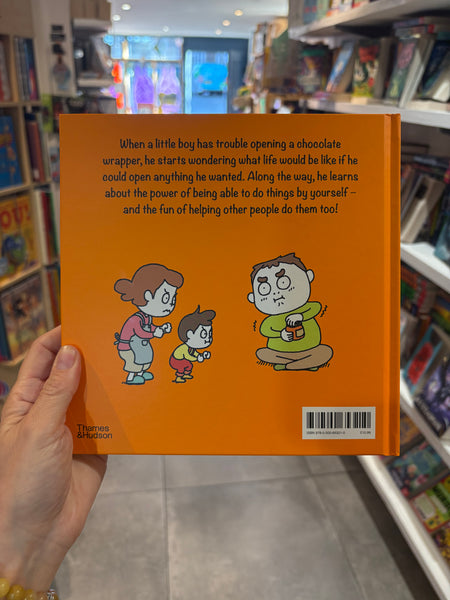 When a little boy has trouble opening a chocolate
wrapper, he starts wondering what life would be like if he
could open anything he wanted. Along the way, he learns
about the power of being able to do things by yourself –
and the fun of helping other people do them too!
Thames
&Hudson